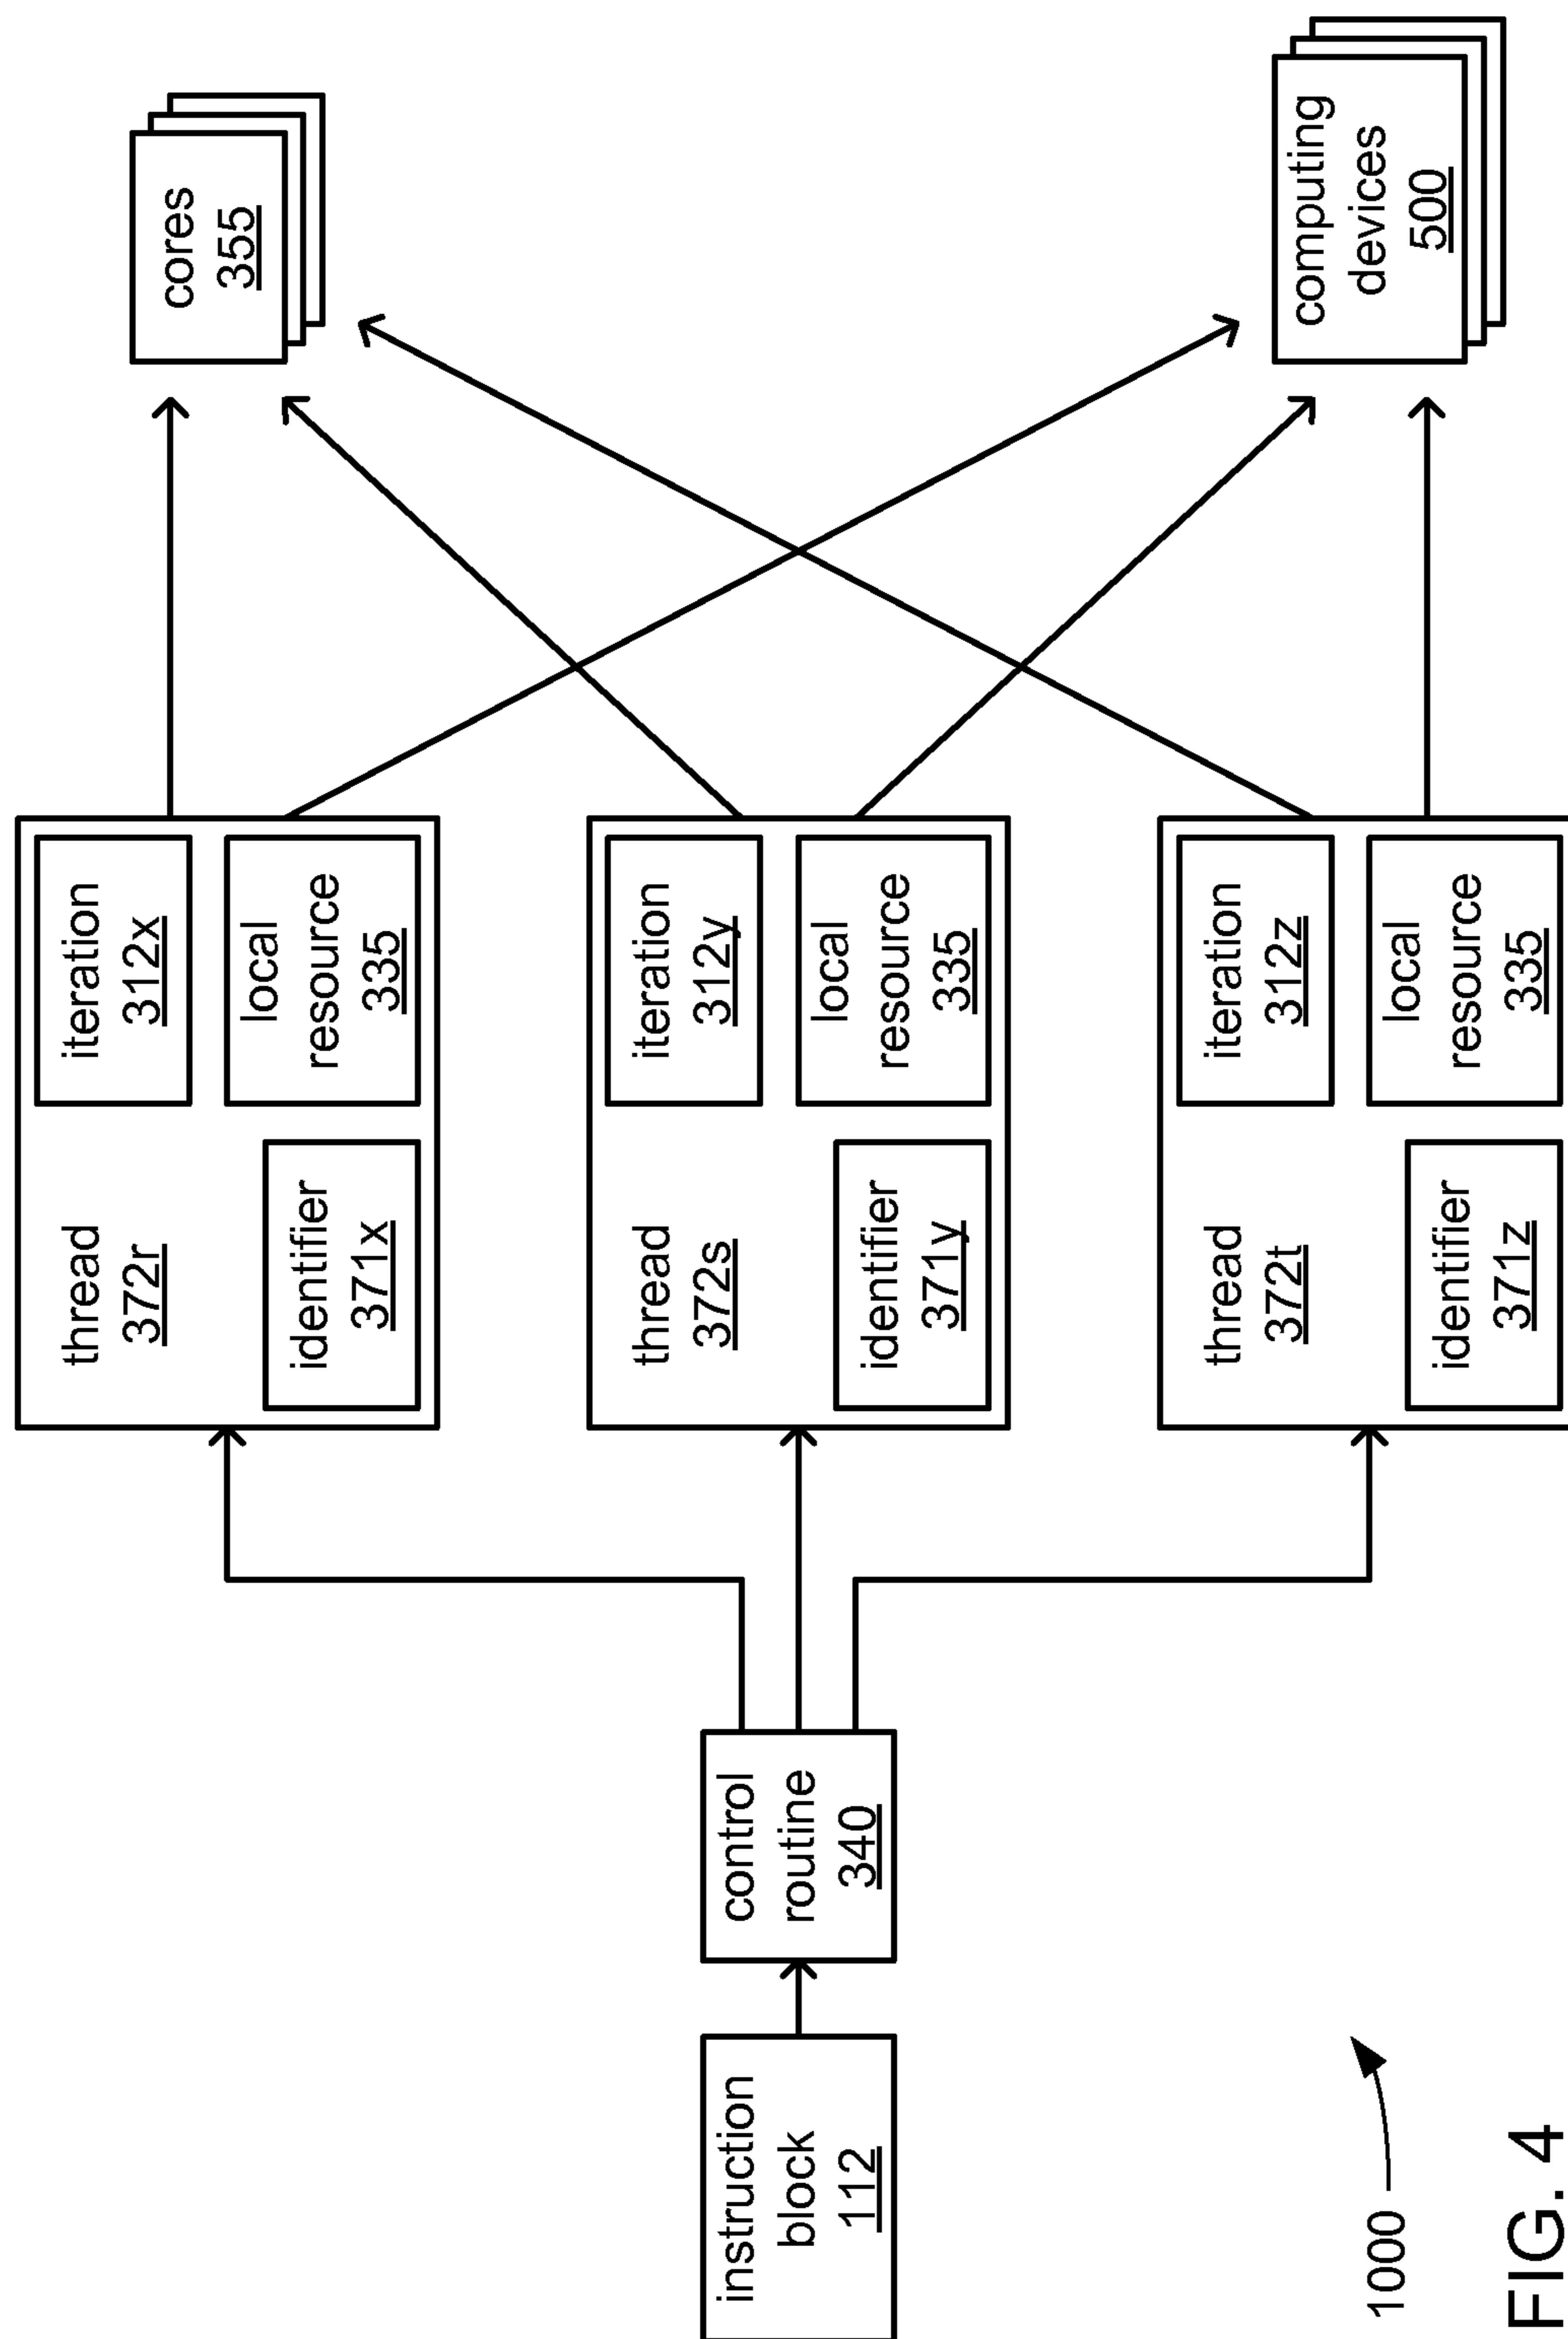 instruction
block
112
control
routine
340
thread
372r
identifier
371x
iteration
312x
local
resource
335
thread
372s
identifier
371y
iteration
312y
local
resource
335
thread
372t
identifier
371z
iteration
312z
local
resource
335
cores
355
computing
devices
500
1000
FIG. 4